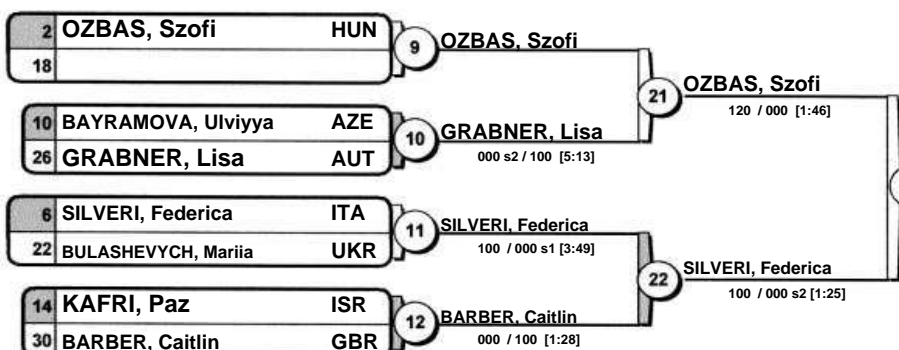 2 OZBAS, Szofi HUN
18
9
OZBAS, Szofi
10 BAYRAMOVA, Ulviyya AZE
26 GRABNER, Lisa AUT
10
GRABNER, Lisa
000 s2 / 100 [5:13]
21
OZBAS, Szofi
120 / 000 [1:46]
6 SILVERI, Federica ITA
22 BULASHEVYCH, Mariia UKR
11
SILVERI, Federica
100 / 000 s1 [3:49]
14 KAFRI, Paz ISR
30 BARBER, Caitlin GBR
12
BARBER, Caitlin
000 / 100 [1:28]
22
SILVERI, Federica
100 / 000 s2 [1:25]